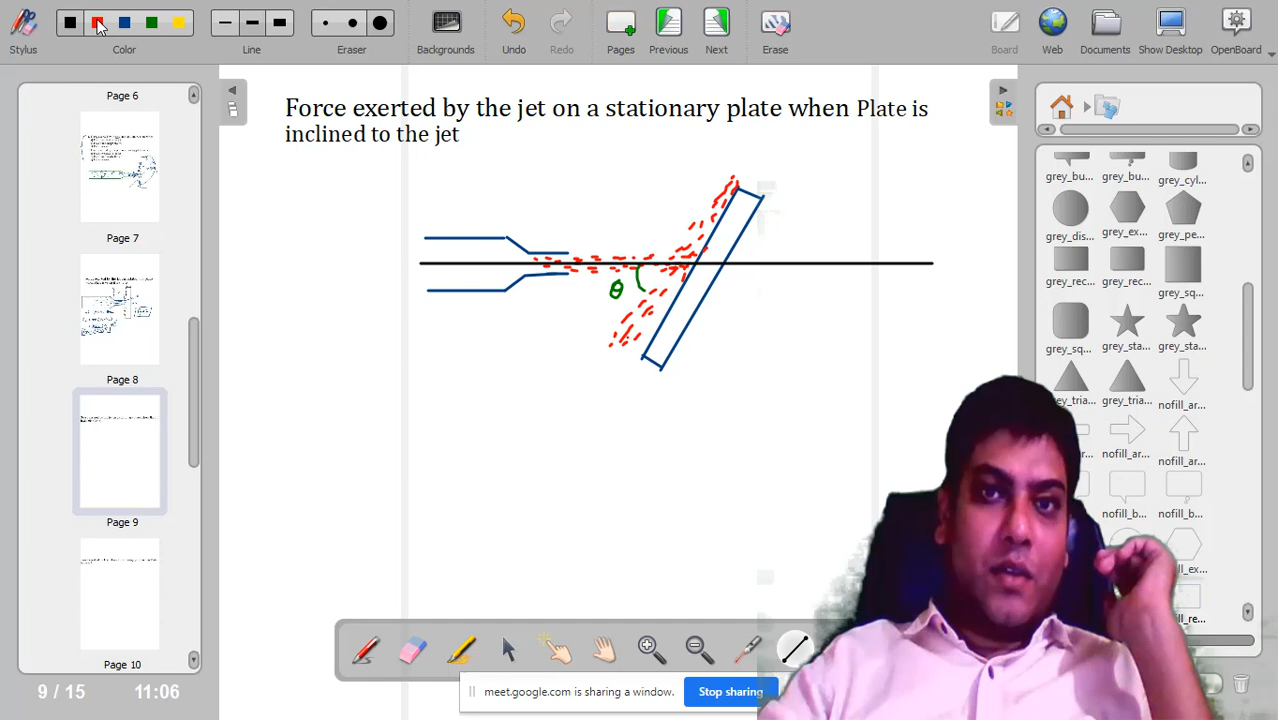 Stylus
Color
Line
Eraser
Backgrounds
Undo
Redo
Pages
Previous
Next
Erase
Board
Web
Documents
Show Desktop
OpenBoard
Page 6
Page 7
Page 8
Page 9
Page 10
9 / 15
11:06
Force exerted by the jet on a stationary plate when Plate is
inclined to the jet
θ
grey_bu...
grey_bu...
grey_cyl...
grey_dis...
grey_ex...
grey_pe...
grey_rec...
grey_rec...
grey_sq...
grey_sq...
grey_sta...
grey_sta...
grey_tria...
grey_tria...
nofill_ar...
nofill_ar...
nofill_ar...
nofill_b...
nofill_b...
nofill_ex...
nofill_re...
meet.google.com is sharing a window.
Stop sharing